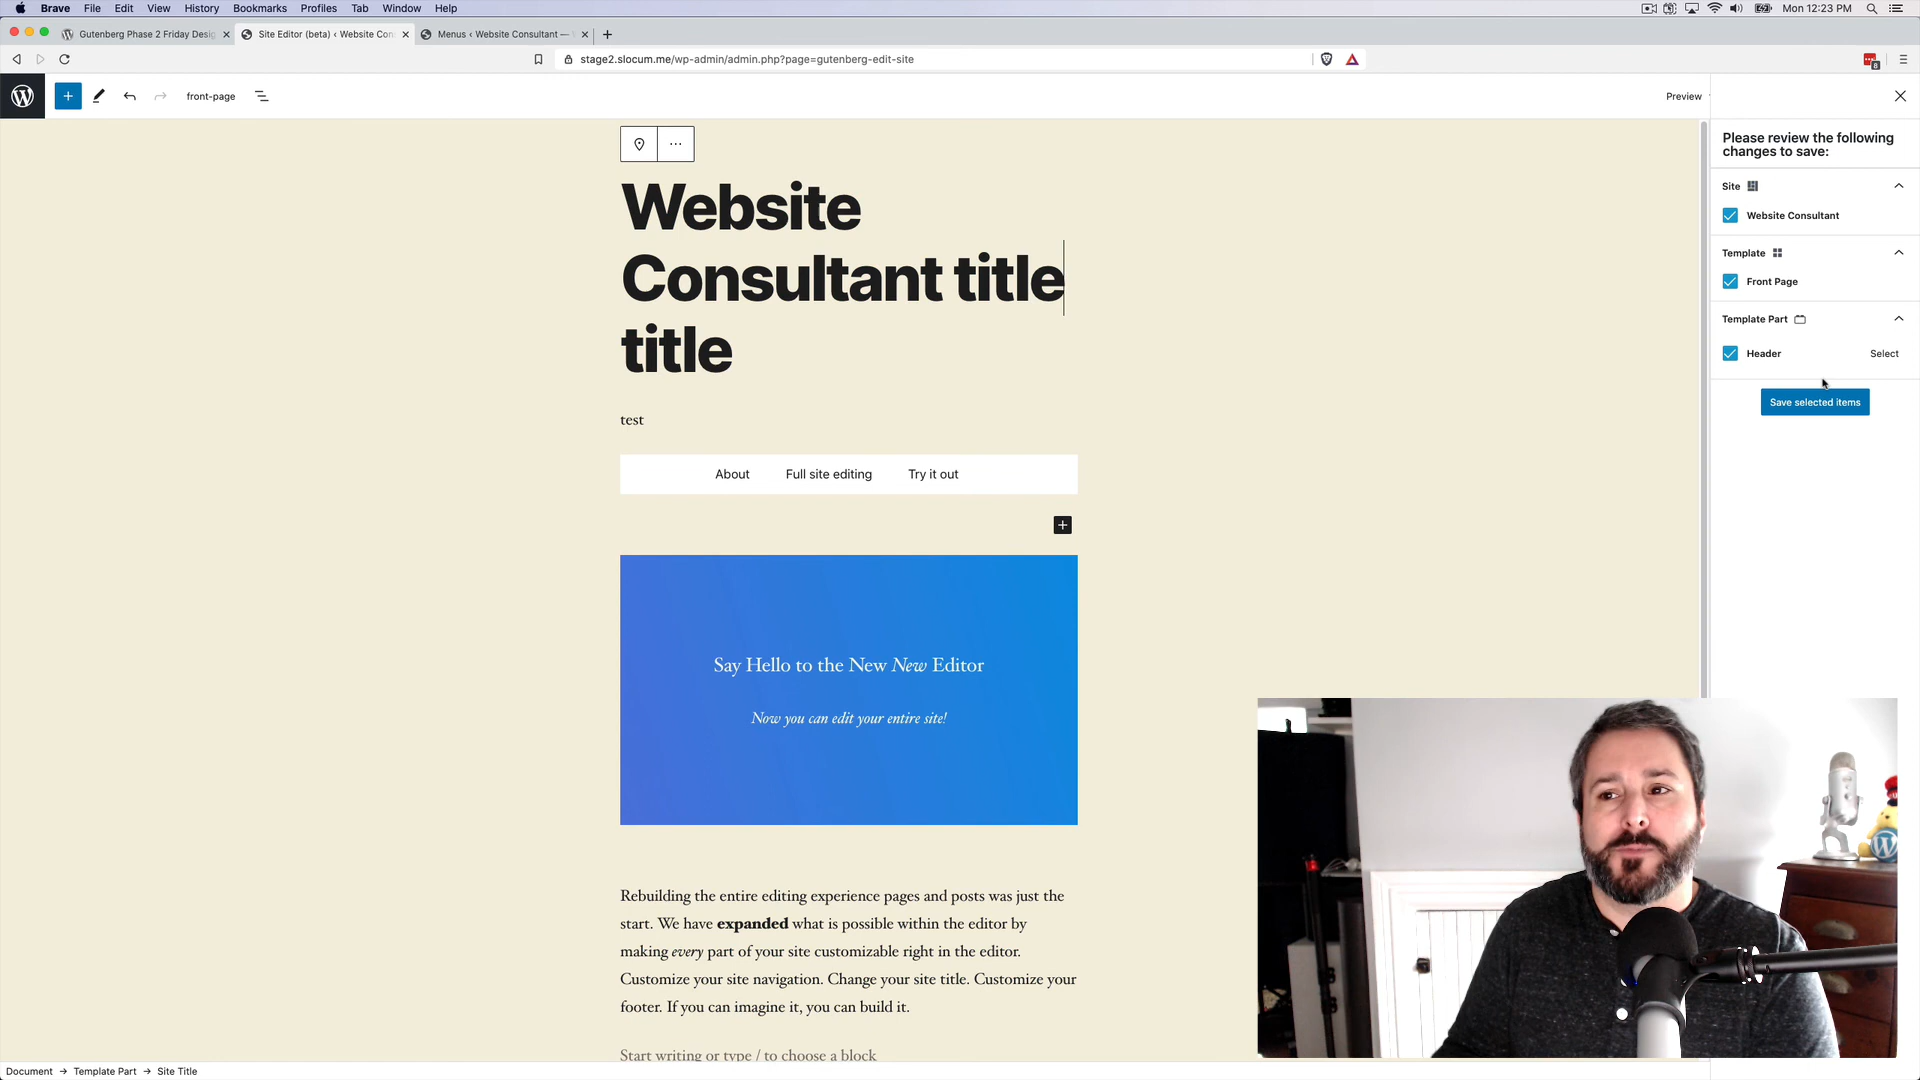 Brave File Edit View History Bookmarks Profiles Tab Window Help Mon 12:23 PM
Gutenberg Phase 2 Friday Desig Site Editor (beta) ‹ Website Con Menus ‹ Website Consultant —
stage2.slocum.me/wp-admin/admin.php?page=gutenberg-edit-site
front-page Preview
Please review the following
changes to save:
Site
Website Consultant
Template
Front Page
Template Part
Header Select
Save selected items
Website
Consultant title
title
test
About Full site editing Try it out
Say Hello to the New New Editor
Now you can edit your entire site!
Rebuilding the entire editing experience pages and posts was just the
start. We have expanded what is possible within the editor by
making every part of your site customizable right in the editor.
Customize your site navigation. Change your site title. Customize your
footer. If you can imagine it, you can build it.
Start writing or type / to choose a block
Document → Template Part → Site Title